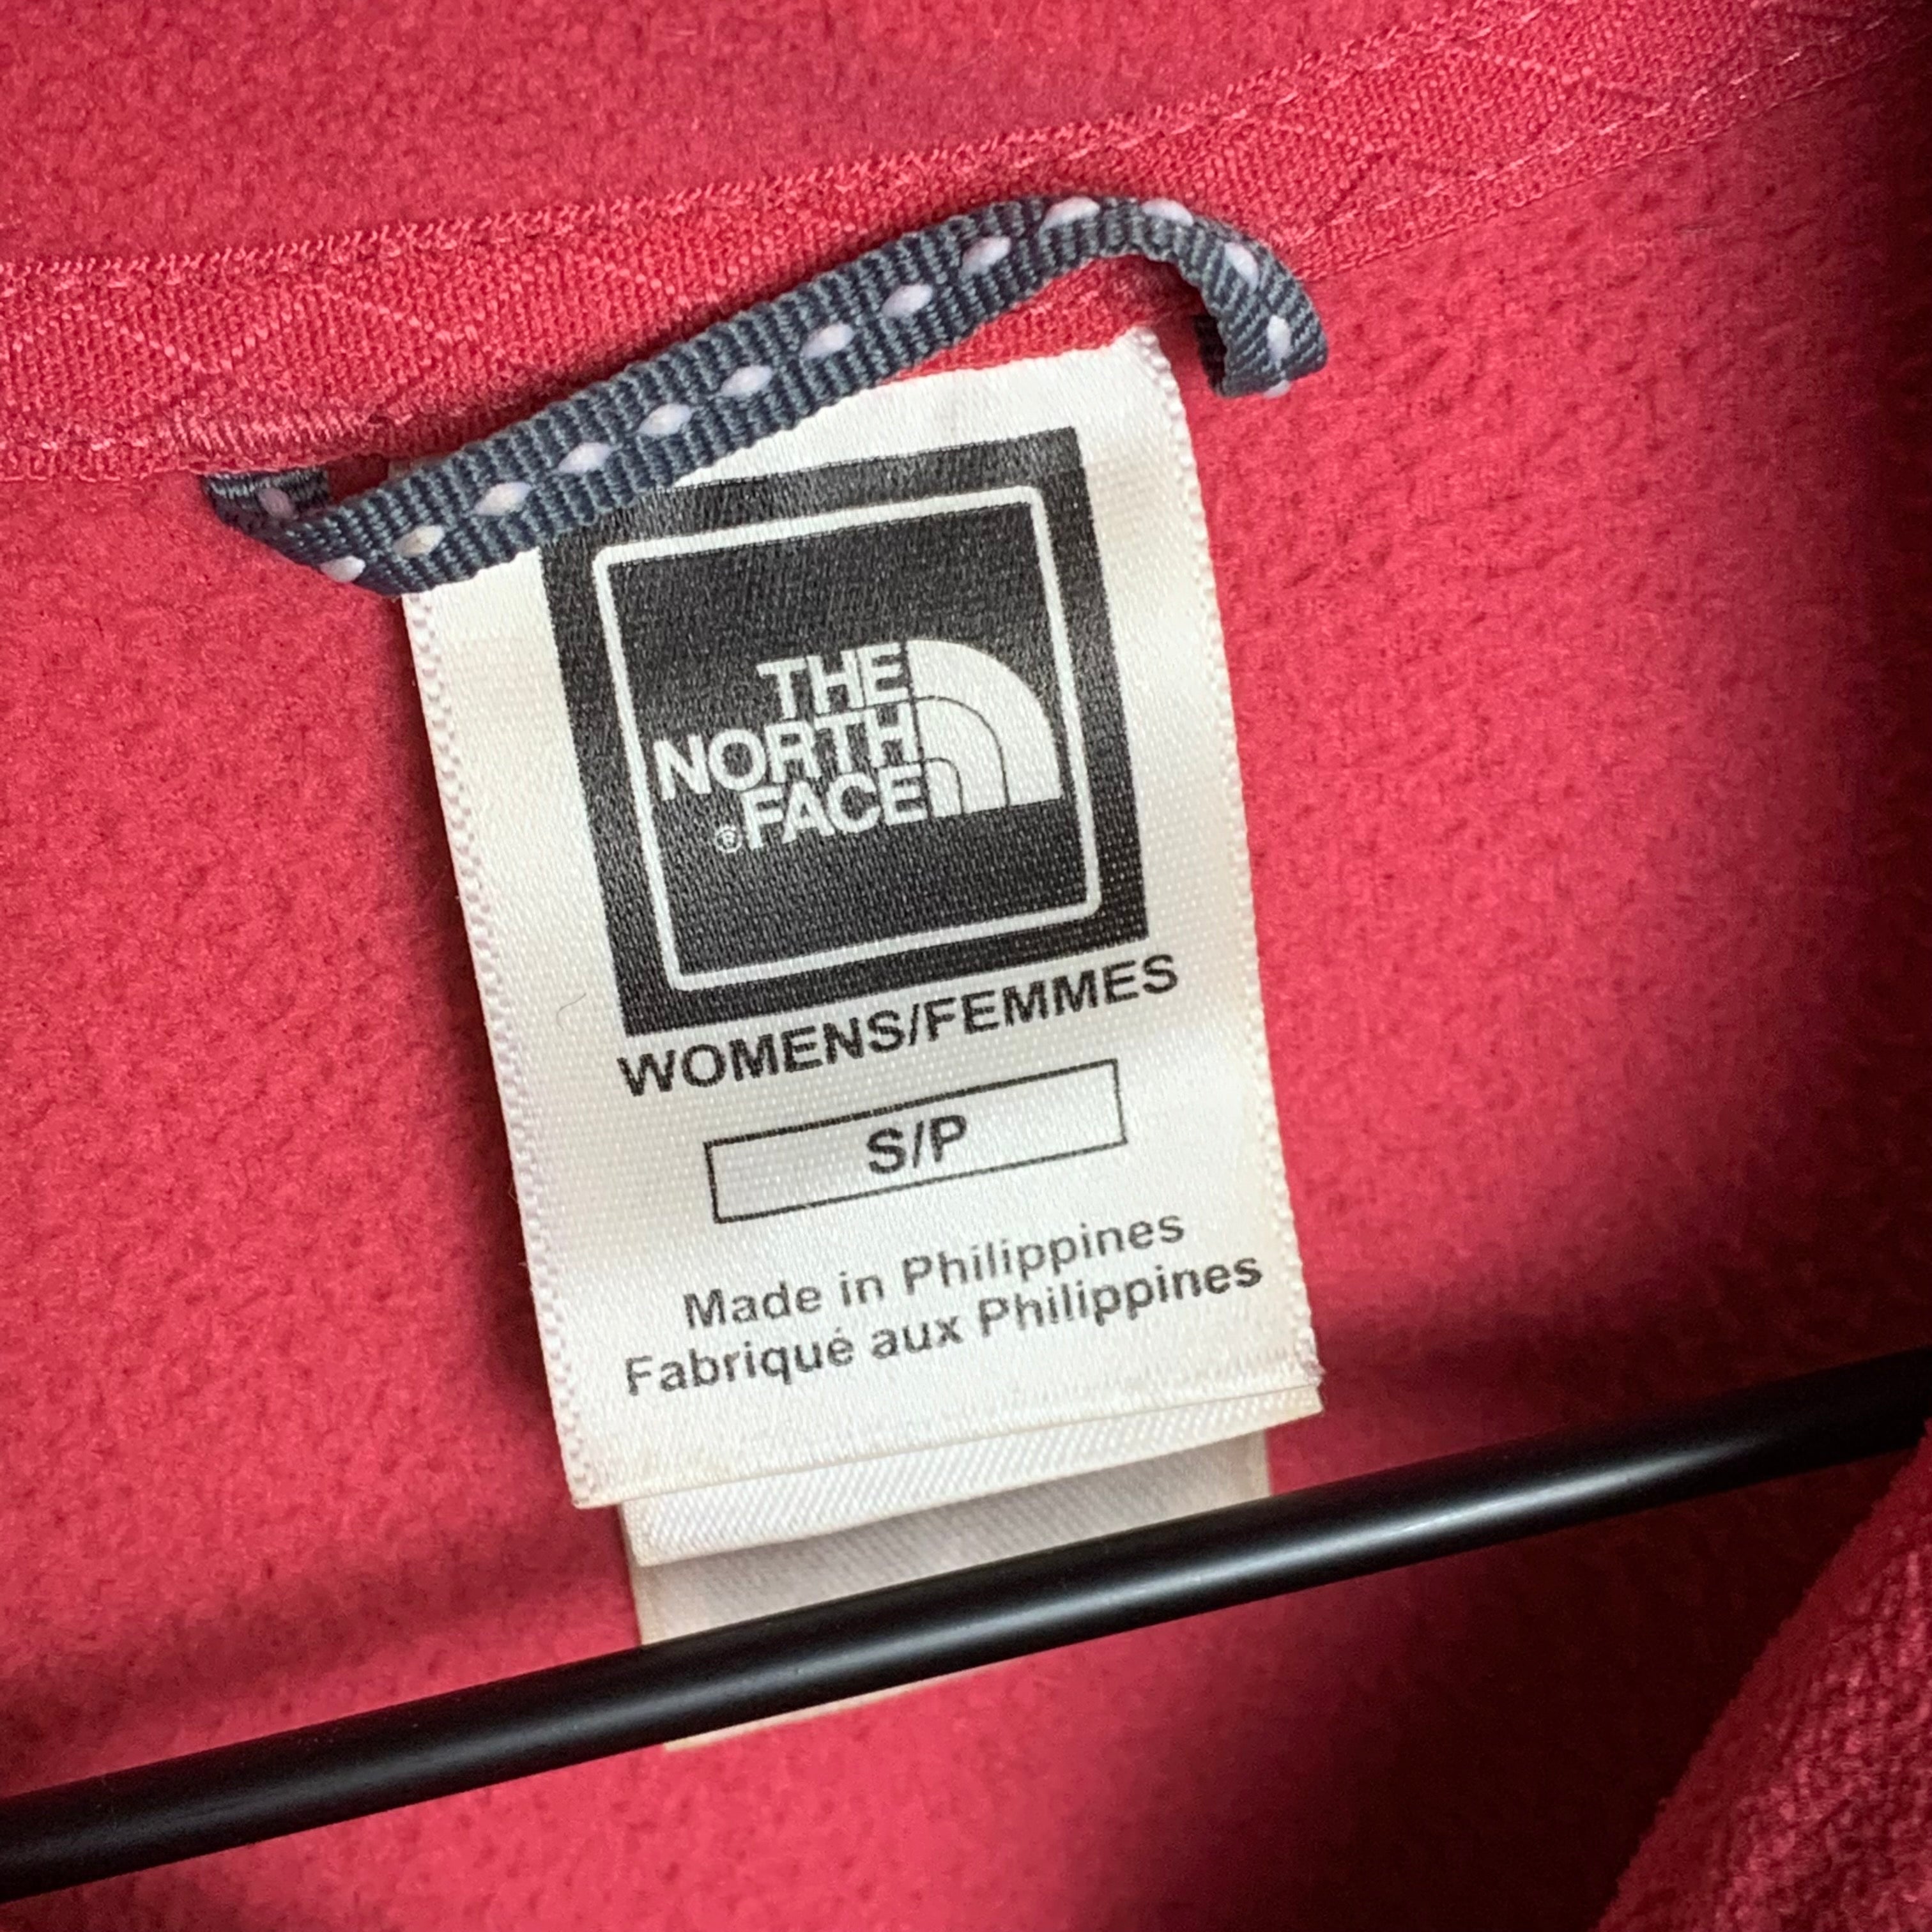 THE
NORTH
®FACE
WOMENS/FEMMES
S/P
Made in Philippines
Fabriqué aux Philippines